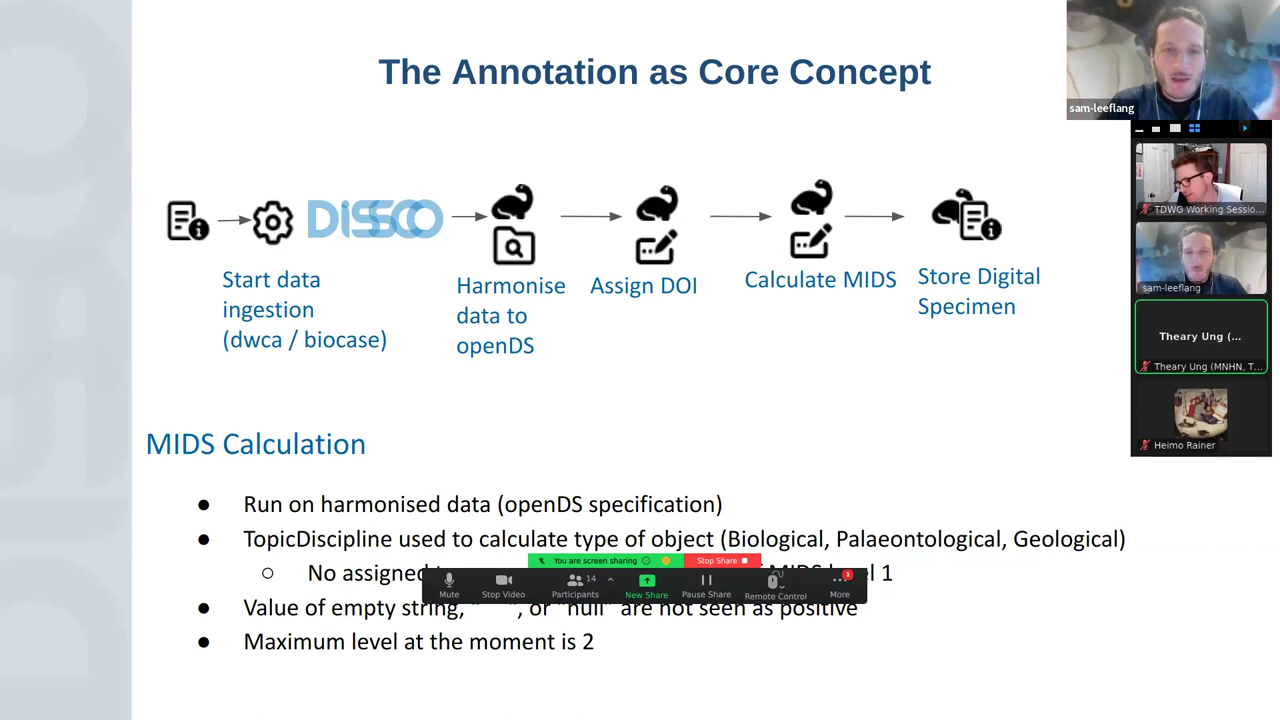 The Annotation as Core Concept
sam-leeflang
DiSSCO
Start data
ingestion
(dwca / biocase)
Harmonise
data to
openDS
Assign DOI
Calculate MIDS
Store Digital
Specimen
TDWG Working Sessio...
sam-leeflang
Theary Ung (...
Theary Ung (MNHN, T...
Heimo Rainer
MIDS Calculation
● Run on harmonised data (openDS specification)
● TopicDiscipline used to calculate type of object (Biological, Palaeontological, Geological)
You are screen sharing
Stop Share
○ No assigned 1
Mute
Stop Video
Participants
14
New Share
Pause Share
Remote Control
More
1
● Value of empty string, " ", or "null" are not seen as positive
● Maximum level at the moment is 2